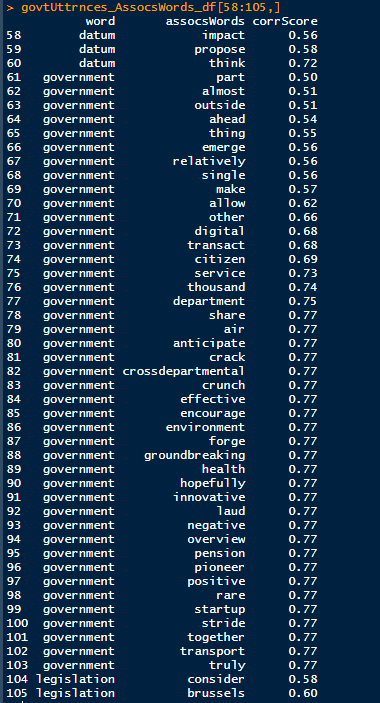 > govtUttrnces_AssocsWords_df[58:105,]
word assocsWords corrScore
58 datum impact 0.56
59 datum propose 0.58
60 datum think 0.72
61 government part 0.50
62 government almost 0.51
63 government outside 0.51
64 government ahead 0.54
65 government thing 0.55
66 government emerge 0.56
67 government relatively 0.56
68 government single 0.56
69 government make 0.57
70 government allow 0.62
71 government other 0.66
72 government digital 0.68
73 government transact 0.68
74 government citizen 0.69
75 government service 0.73
76 government thousand 0.74
77 government department 0.75
78 government share 0.77
79 government air 0.77
80 government anticipate 0.77
81 government crack 0.77
82 government crossdepartmental 0.77
83 government crunch 0.77
84 government effective 0.77
85 government encourage 0.77
86 government environment 0.77
87 government forge 0.77
88 government groundbreaking 0.77
89 government health 0.77
90 government hopefully 0.77
91 government innovative 0.77
92 government laud 0.77
93 government negative 0.77
94 government overview 0.77
95 government pension 0.77
96 government pioneer 0.77
97 government positive 0.77
98 government rare 0.77
99 government startup 0.77
100 government stride 0.77
101 government together 0.77
102 government transport 0.77
103 government truly 0.77
104 legislation consider 0.58
105 legislation brussels 0.60